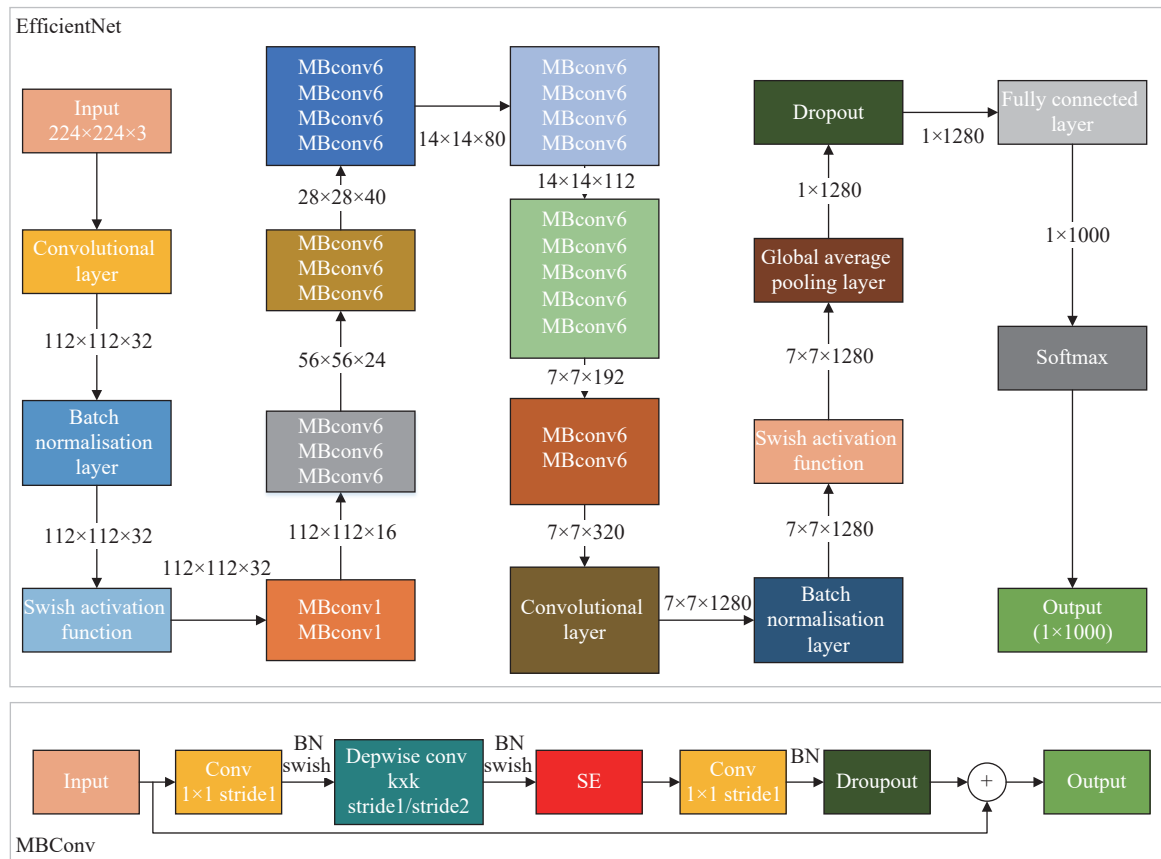 EfficientNet
Input
224×224×3
Convolutional
layer
112×112×32
Batch
normalisation
layer
112×112×32
Swish activation
function
112×112×32
MBconv1
MBconv1
112×112×16
MBconv6
MBconv6
MBconv6
56×56×24
MBconv6
MBconv6
MBconv6
28×28×40
MBconv6
MBconv6
MBconv6
MBconv6
14×14×80
MBconv6
MBconv6
MBconv6
MBconv6
14×14×112
MBconv6
MBconv6
MBconv6
MBconv6
MBconv6
7×7×192
MBconv6
MBconv6
7×7×320
Convolutional
layer
7×7×1280
Batch
normalisation
layer
7×7×1280
Swish activation
function
7×7×1280
Global average
pooling layer
1×1280
Dropout
1×1280
Fully connected
layer
1×1000
Softmax
Output
(1×1000)
Input
Conv
1×1 stride1
BN
swish
Depwise conv
kxk
stride1/stride2
BN
swish
SE
Conv
1×1 stride1
BN
Droupout
+
Output
MBConv